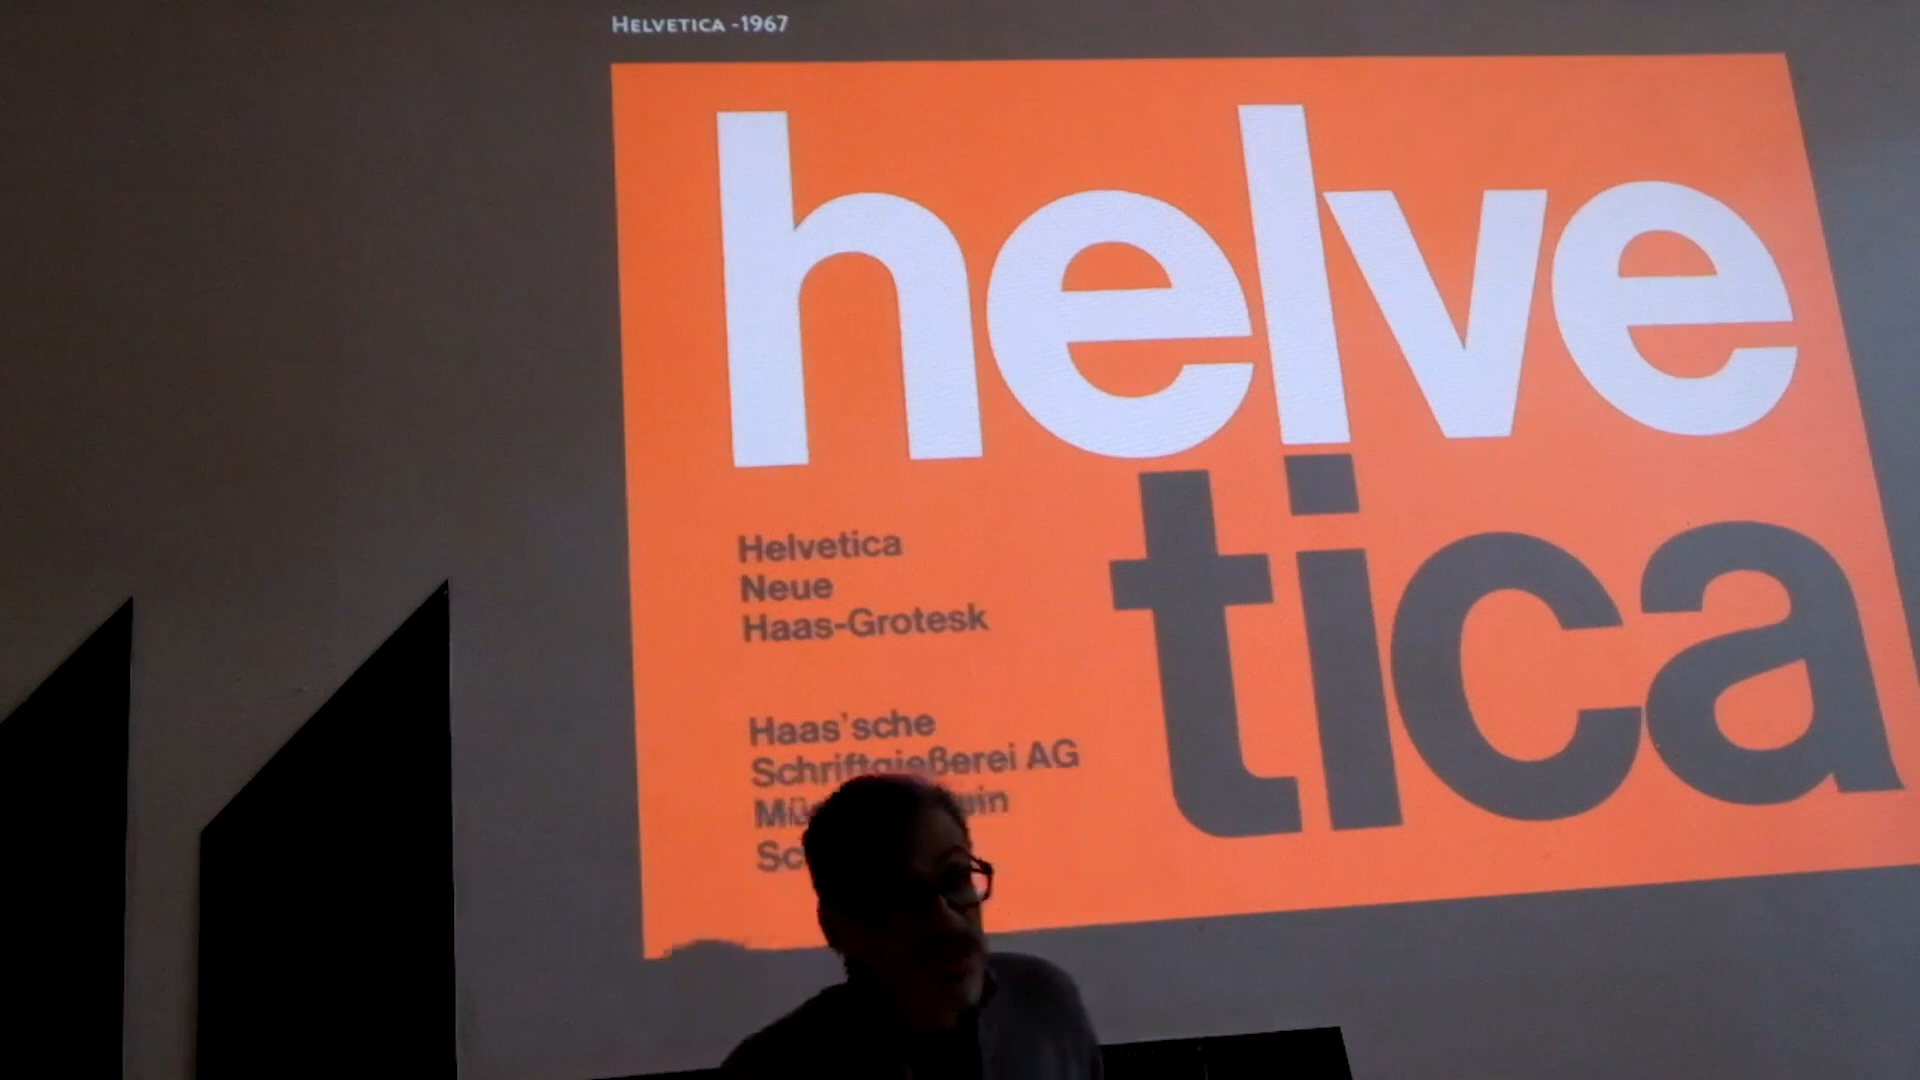 HELVETICA -1967
helve
tica
Helvetica
Neue
Haas-Grotesk
Haas'sche
Schriftgießerei AG